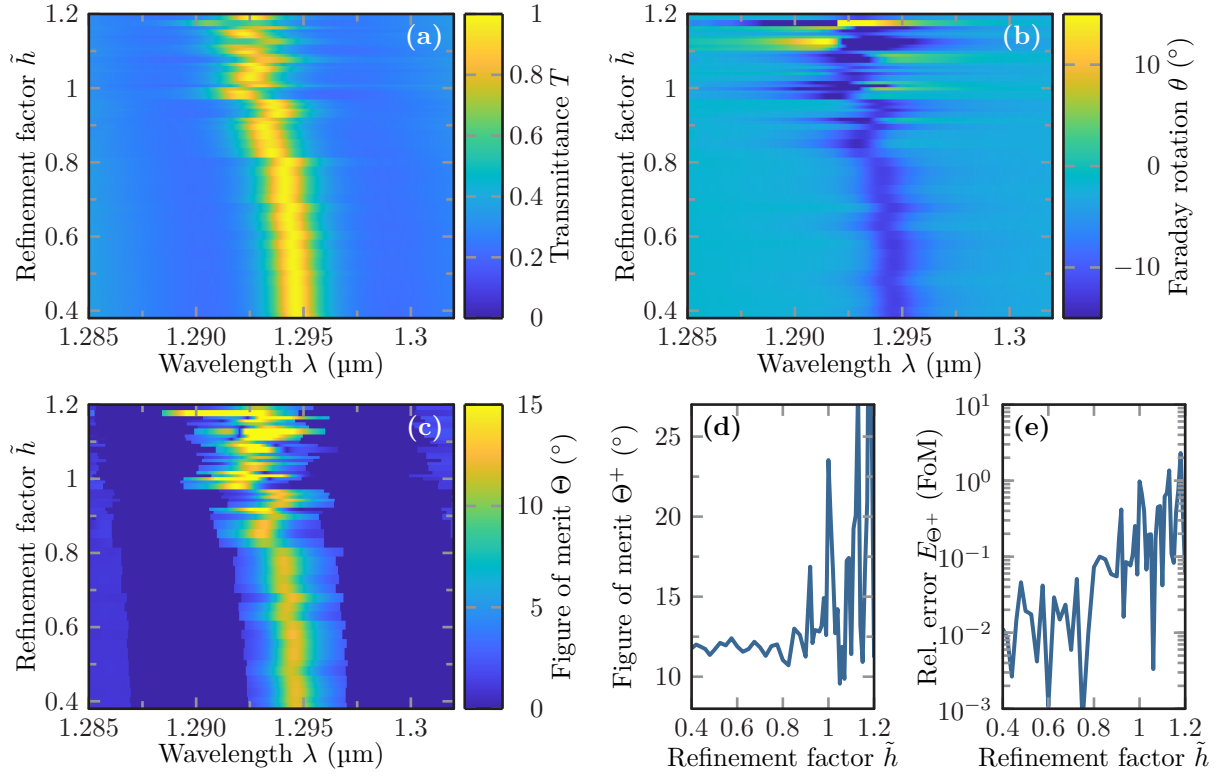 (a)
Refinement factor h̃
1.2
1
0.8
0.6
0.4
1.285
1.290
1.295
1.3
Wavelength λ (µm)
1
0.8
0.6
0.4
0.2
0
Transmittance T
(b)
Refinement factor h̃
1.2
1
0.8
0.6
0.4
1.285
1.290
1.295
1.3
Wavelength λ (µm)
10
0
−10
Faraday rotation θ (°)
(c)
Refinement factor h̃
1.2
1
0.8
0.6
0.4
1.285
1.290
1.295
1.3
Wavelength λ (µm)
15
10
5
0
Figure of merit Θ (°)
(d)
Figure of merit Θ⁺ (°)
25
20
15
10
0.4 0.6 0.8 1 1.2
Refinement factor h̃
(e)
Rel. error E_Θ⁺ (FoM)
10¹
10⁰
10⁻¹
10⁻²
10⁻³
0.4 0.6 0.8 1 1.2
Refinement factor h̃